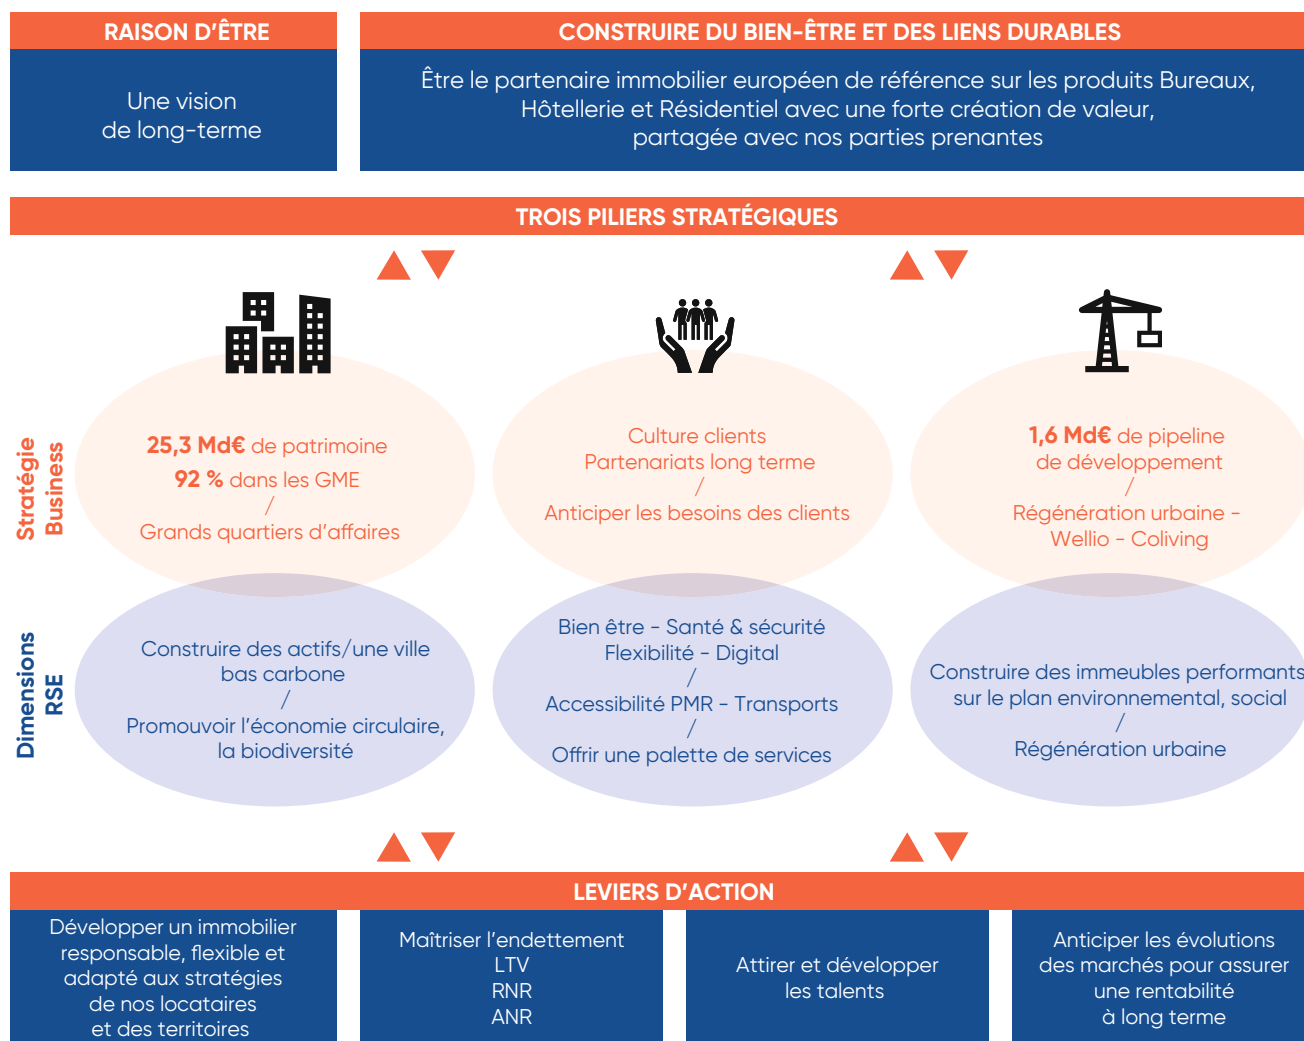 RAISON D’ÊTRE
Une vision
de long-terme
CONSTRUIRE DU BIEN-ÊTRE ET DES LIENS DURABLES
Être le partenaire immobilier européen de référence sur les produits Bureaux,
Hôtellerie et Résidentiel avec une forte création de valeur,
partagée avec nos parties prenantes
TROIS PILIERS STRATÉGIQUES
Stratégie
Business
25,3 Md€ de patrimoine
92 % dans les GME
/
Grands quartiers d’affaires
Culture clients
Partenariats long terme
/
Anticiper les besoins des clients
1,6 Md€ de pipeline
de développement
/
Régénération urbaine -
Wellio - Coliving
Dimensions
RSE
Construire des actifs/une ville
bas carbone
/
Promouvoir l’économie circulaire,
la biodiversité
Bien être - Santé & sécurité
Flexibilité - Digital
/
Accessibilité PMR - Transports
/
Offrir une palette de services
Construire des immeubles performants
sur le plan environnemental, social
/
Régénération urbaine
LEVIERS D’ACTION
Développer un immobilier
responsable, flexible et
adapté aux stratégies
de nos locataires
et des territoires
Maîtriser l’endettement
LTV
RNR
ANR
Attirer et développer
les talents
Anticiper les évolutions
des marchés pour assurer
une rentabilité
à long terme